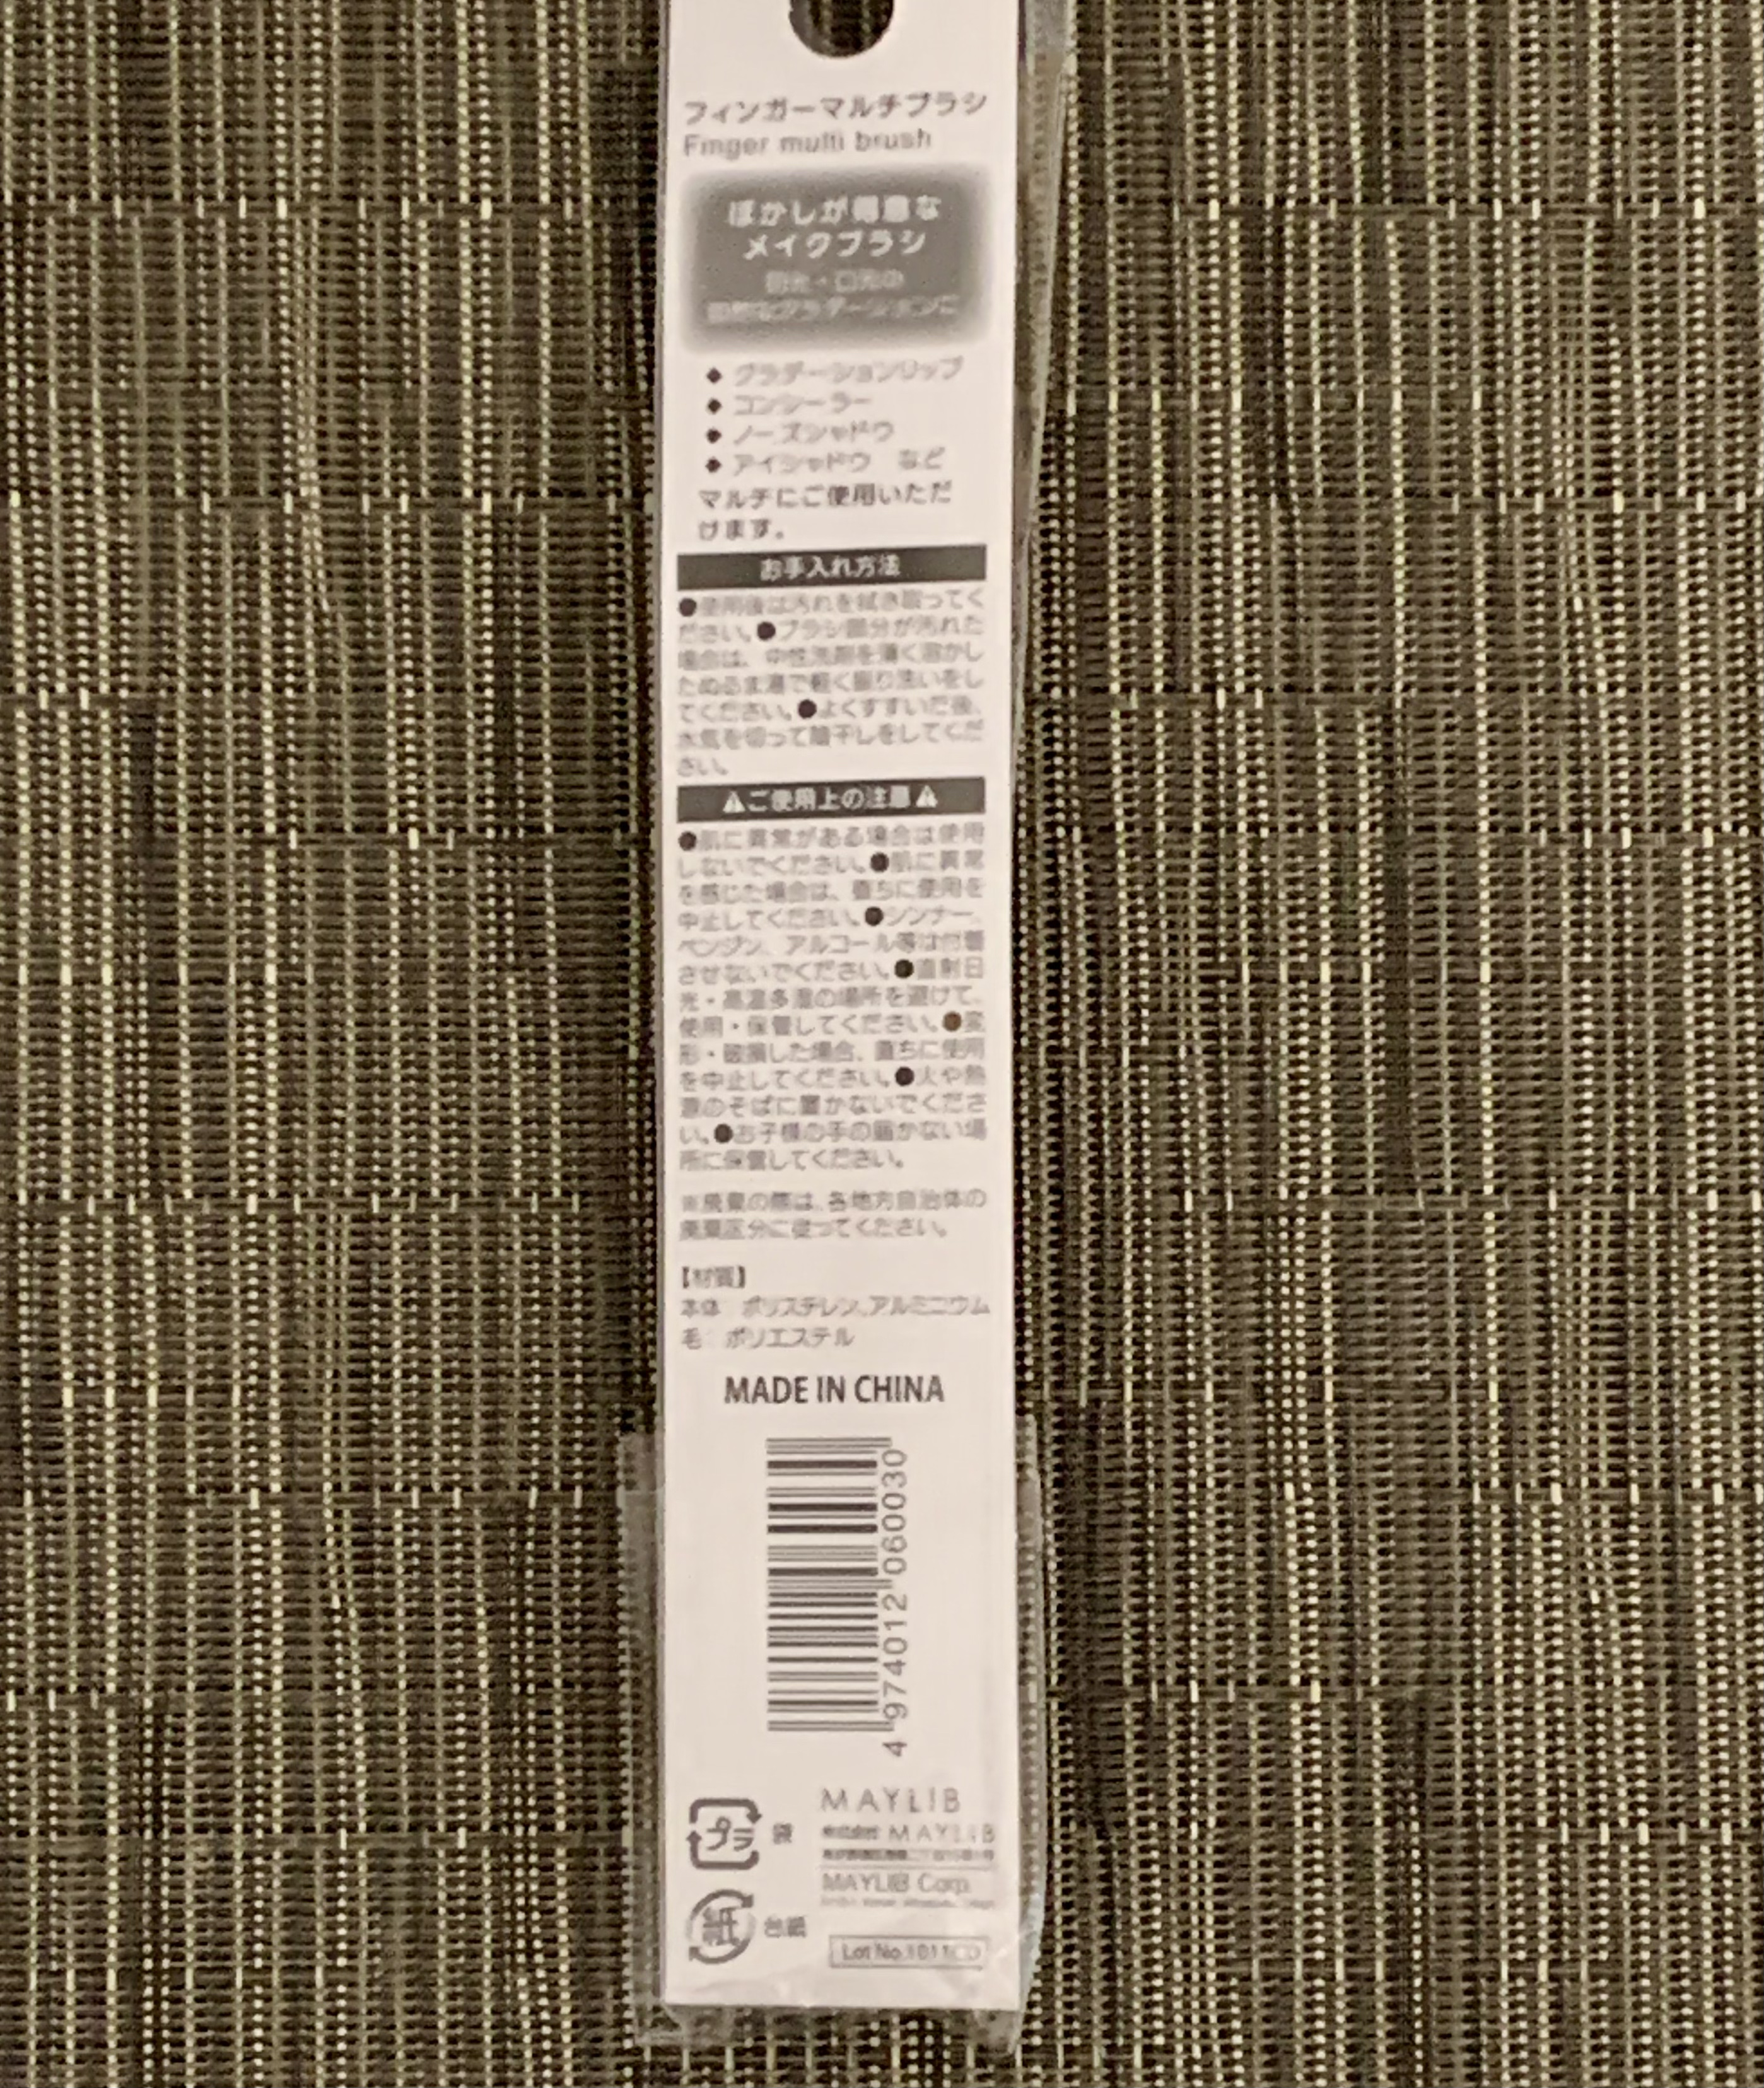 フィンガーマルチブラシ
Finger multi brush
ぼかしが得意な
メイクブラシ
目元・口元の
自然なグラデーションに
◆ グラデーションリップ
◆ コンシーラー
◆ ノーズシャドウ
◆ アイシャドウ など
マルチにご使用いただ
けます。
お手入れ方法
●使用後は汚れを拭き取ってく
ださい。●ブラシ部分が汚れた
場合は、中性洗剤を薄く溶かし
たぬるま湯で軽く振り洗いをし
てください。●よくすすいだ後、
水気を切って陰干しをしてくだ
さい。
⚠ご使用上の注意⚠
●肌に異常がある場合は使用
しないでください。●肌に異常
を感じた場合は、直ちに使用を
中止してください。●シンナー、
ベンジン、アルコール等は付着
させないでください。●直射日
光・高温多湿の場所を避けて、
使用・保管してください。●変
形・破損した場合、直ちに使用
を中止してください。●火や熱
源のそばに置かないでくださ
い。●お子様の手の届かない場
所に保管してください。
※廃棄の際は、各地方自治体の
廃棄区分に従ってください。
【材質】
本体：ポリスチレン、アルミニウム
毛：ポリエステル
MADE IN CHINA
4 974012 060030
プラ 袋
MAYLIB
株式会社 MAYLIB
MAYLIB Corp.
紙 台紙
Lot No.